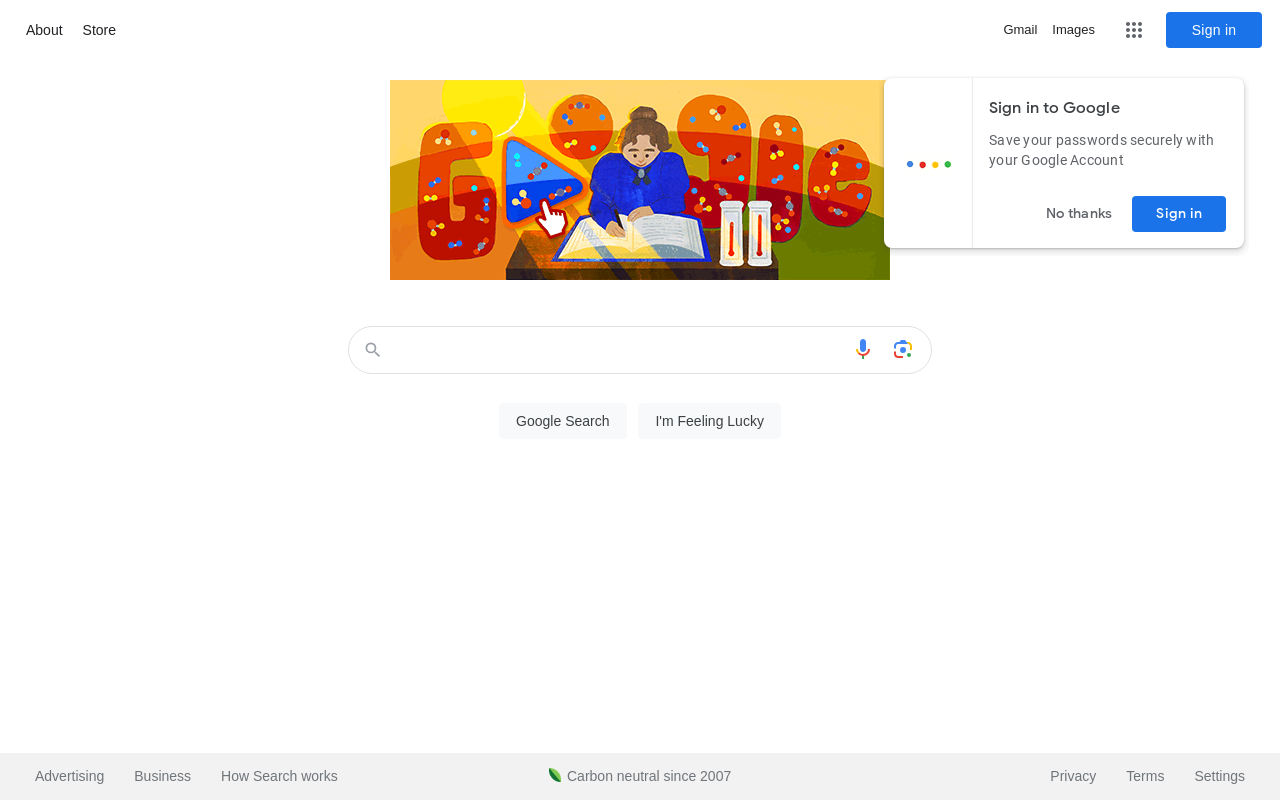 About Store
Gmail Images
Sign in
Google
Sign in to Google
Save your passwords securely with
your Google Account
No thanks
Sign in
Google Search
I'm Feeling Lucky
Advertising Business How Search works
Carbon neutral since 2007
Privacy Terms Settings